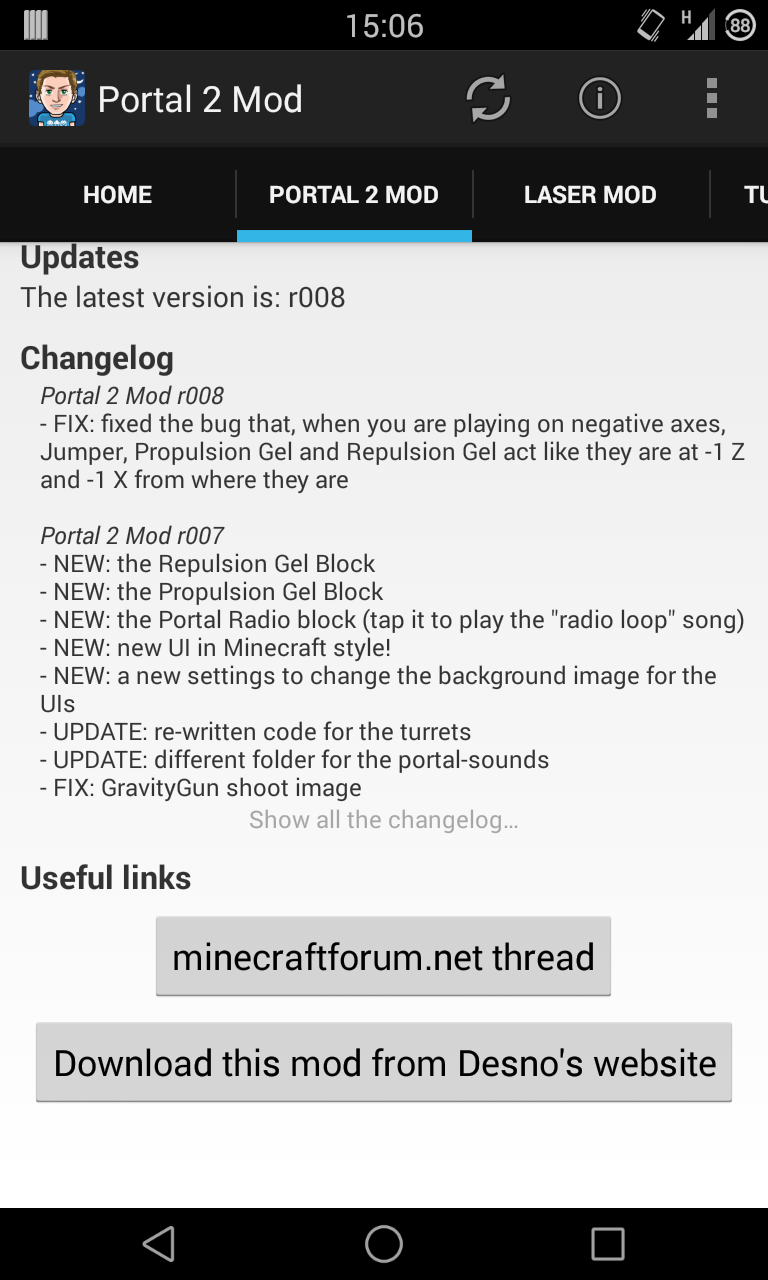 15:06
H
88
Portal 2 Mod
HOME
PORTAL 2 MOD
LASER MOD
TU
Updates
The latest version is: r008
Changelog
Portal 2 Mod r008
- FIX: fixed the bug that, when you are playing on negative axes,
Jumper, Propulsion Gel and Repulsion Gel act like they are at -1 Z
and -1 X from where they are
Portal 2 Mod r007
- NEW: the Repulsion Gel Block
- NEW: the Propulsion Gel Block
- NEW: the Portal Radio block (tap it to play the "radio loop" song)
- NEW: new UI in Minecraft style!
- NEW: a new settings to change the background image for the
UIs
- UPDATE: re-written code for the turrets
- UPDATE: different folder for the portal-sounds
- FIX: GravityGun shoot image
Show all the changelog...
Useful links
minecraftforum.net thread
Download this mod from Desno's website